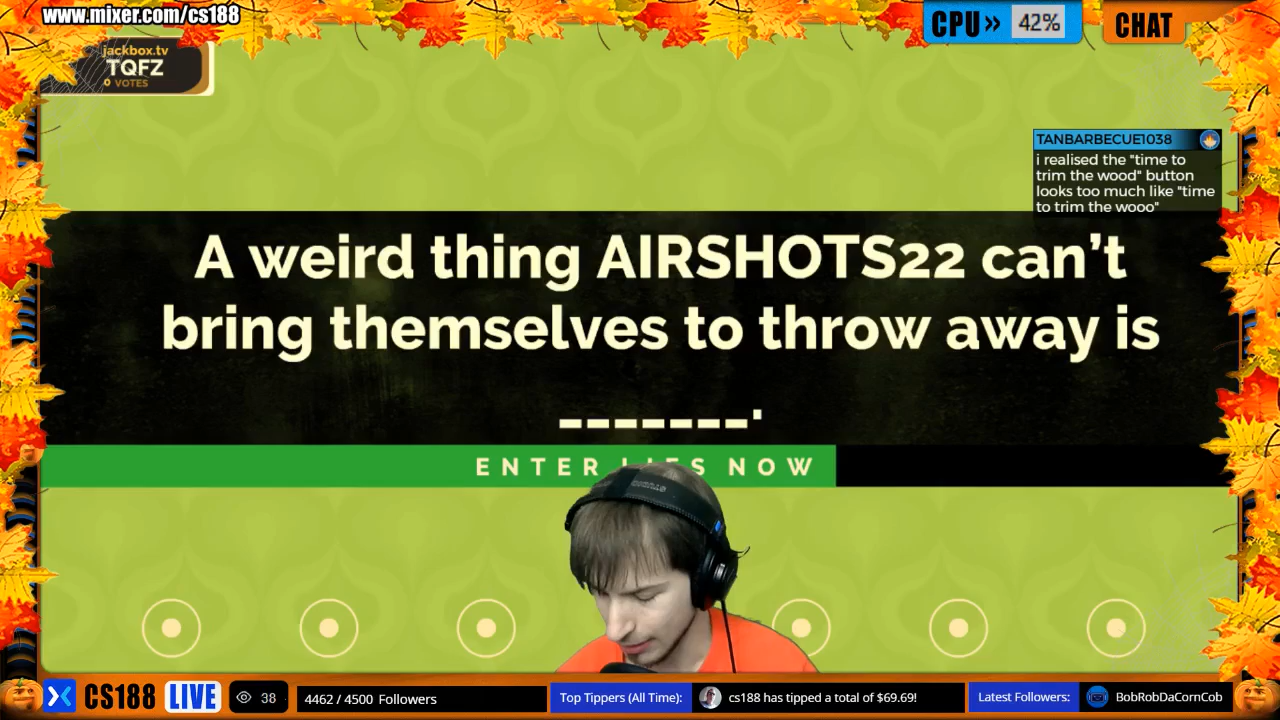 www.mixer.com/cs188
CPU»
42%
CHAT
jackbox.tv
TQFZ
0 VOTES
TANBARBECUE1038
i realised the "time to
trim the wood" button
looks too much like "time
to trim the wooo"
A weird thing AIRSHOTS22 can't
bring themselves to throw away is
_______.
ENTER LIES NOW
CS188 LIVE
38
4462 / 4500 Followers
Top Tippers (All Time):
cs188 has tipped a total of $69.69!
Latest Followers:
BobRobDaCornCob